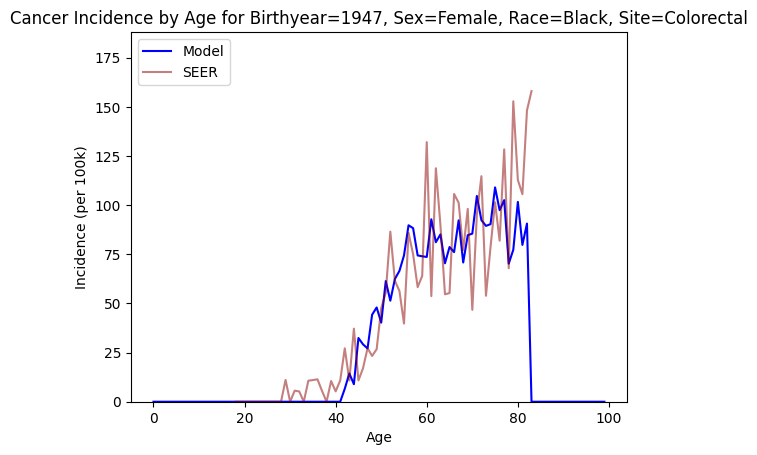 Cancer Incidence by Age for Birthyear=1947, Sex=Female, Race=Black, Site=Colorectal
Model
SEER
175
150
125
100
75
50
25
0
Incidence (per 100k)
0 20 40 60 80 100
Age